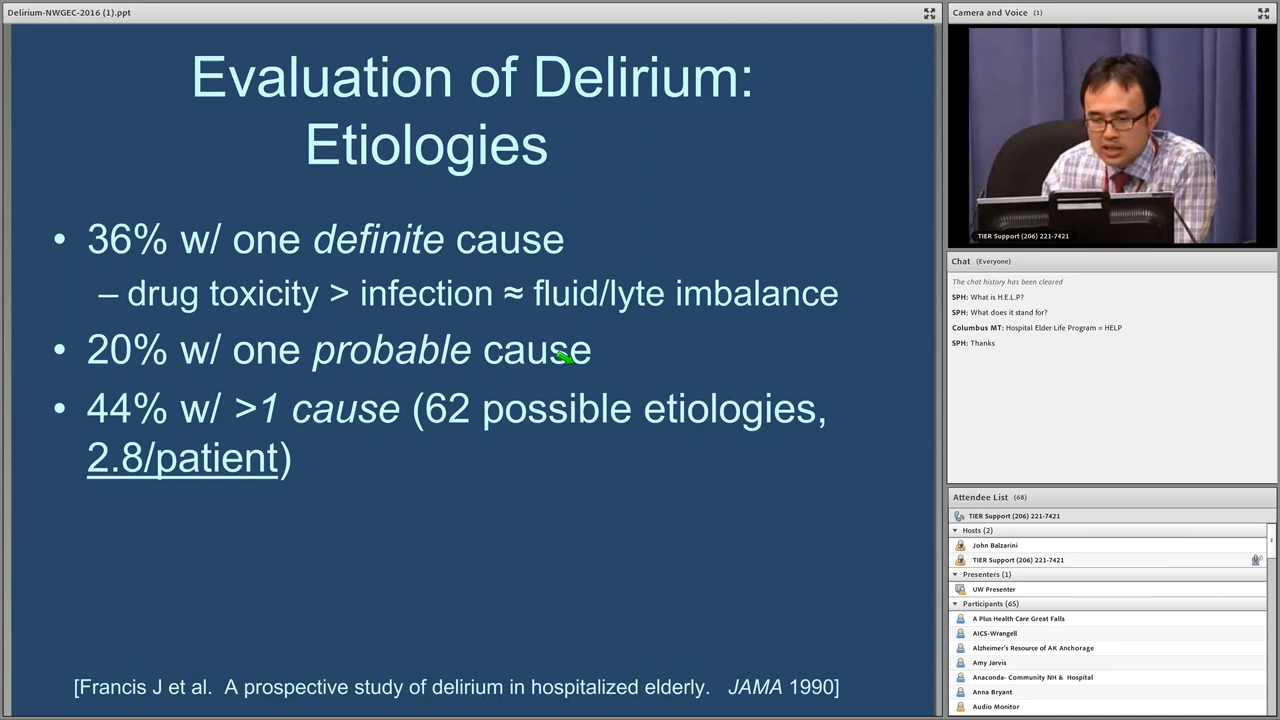 Delirium-NWGEC-2016 (1).ppt
Evaluation of Delirium:
Etiologies
• 36% w/ one definite cause
– drug toxicity > infection ≈ fluid/lyte imbalance
• 20% w/ one probable cause
• 44% w/ >1 cause (62 possible etiologies,
2.8/patient)
[Francis J et al. A prospective study of delirium in hospitalized elderly. JAMA 1990]
Camera and Voice (1)
TIER Support (206) 221-7421
Chat (Everyone)
The chat history has been cleared
SPH: What is H.E.L.P?
SPH: What does it stand for?
Columbus MT: Hospital Elder Life Program = HELP
SPH: Thanks
Attendee List (68)
TIER Support (206) 221-7421
Hosts (2)
John Balzarini
TIER Support (206) 221-7421
Presenters (1)
UW Presenter
Participants (65)
A Plus Health Care Great Falls
AICS-Wrangell
Alzheimer's Resource of AK Anchorage
Amy Jarvis
Anaconda- Community NH & Hospital
Anna Bryant
Audio Monitor